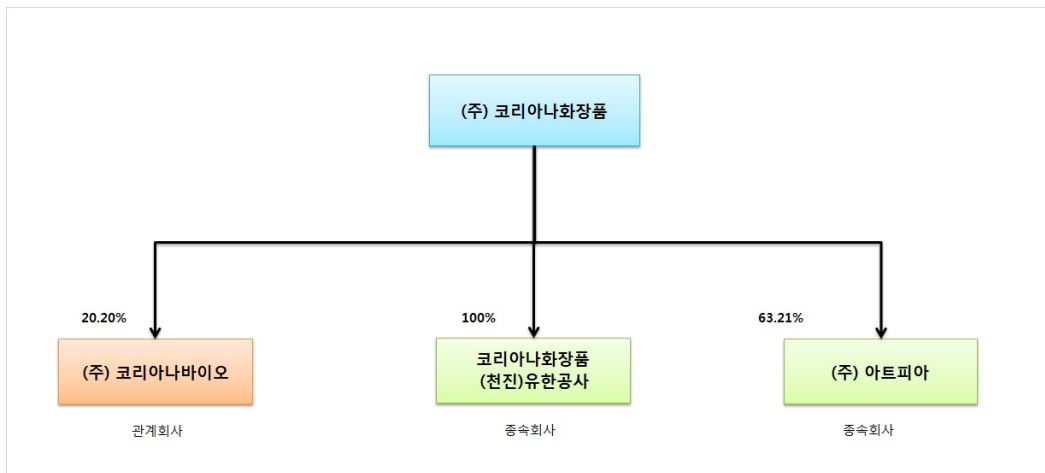 (주) 코리아나화장품
20.20%
100%
63.21%
(주) 코리아나바이오
코리아나화장품
(천진)유한공사
(주) 아트피아
관계회사
종속회사
종속회사